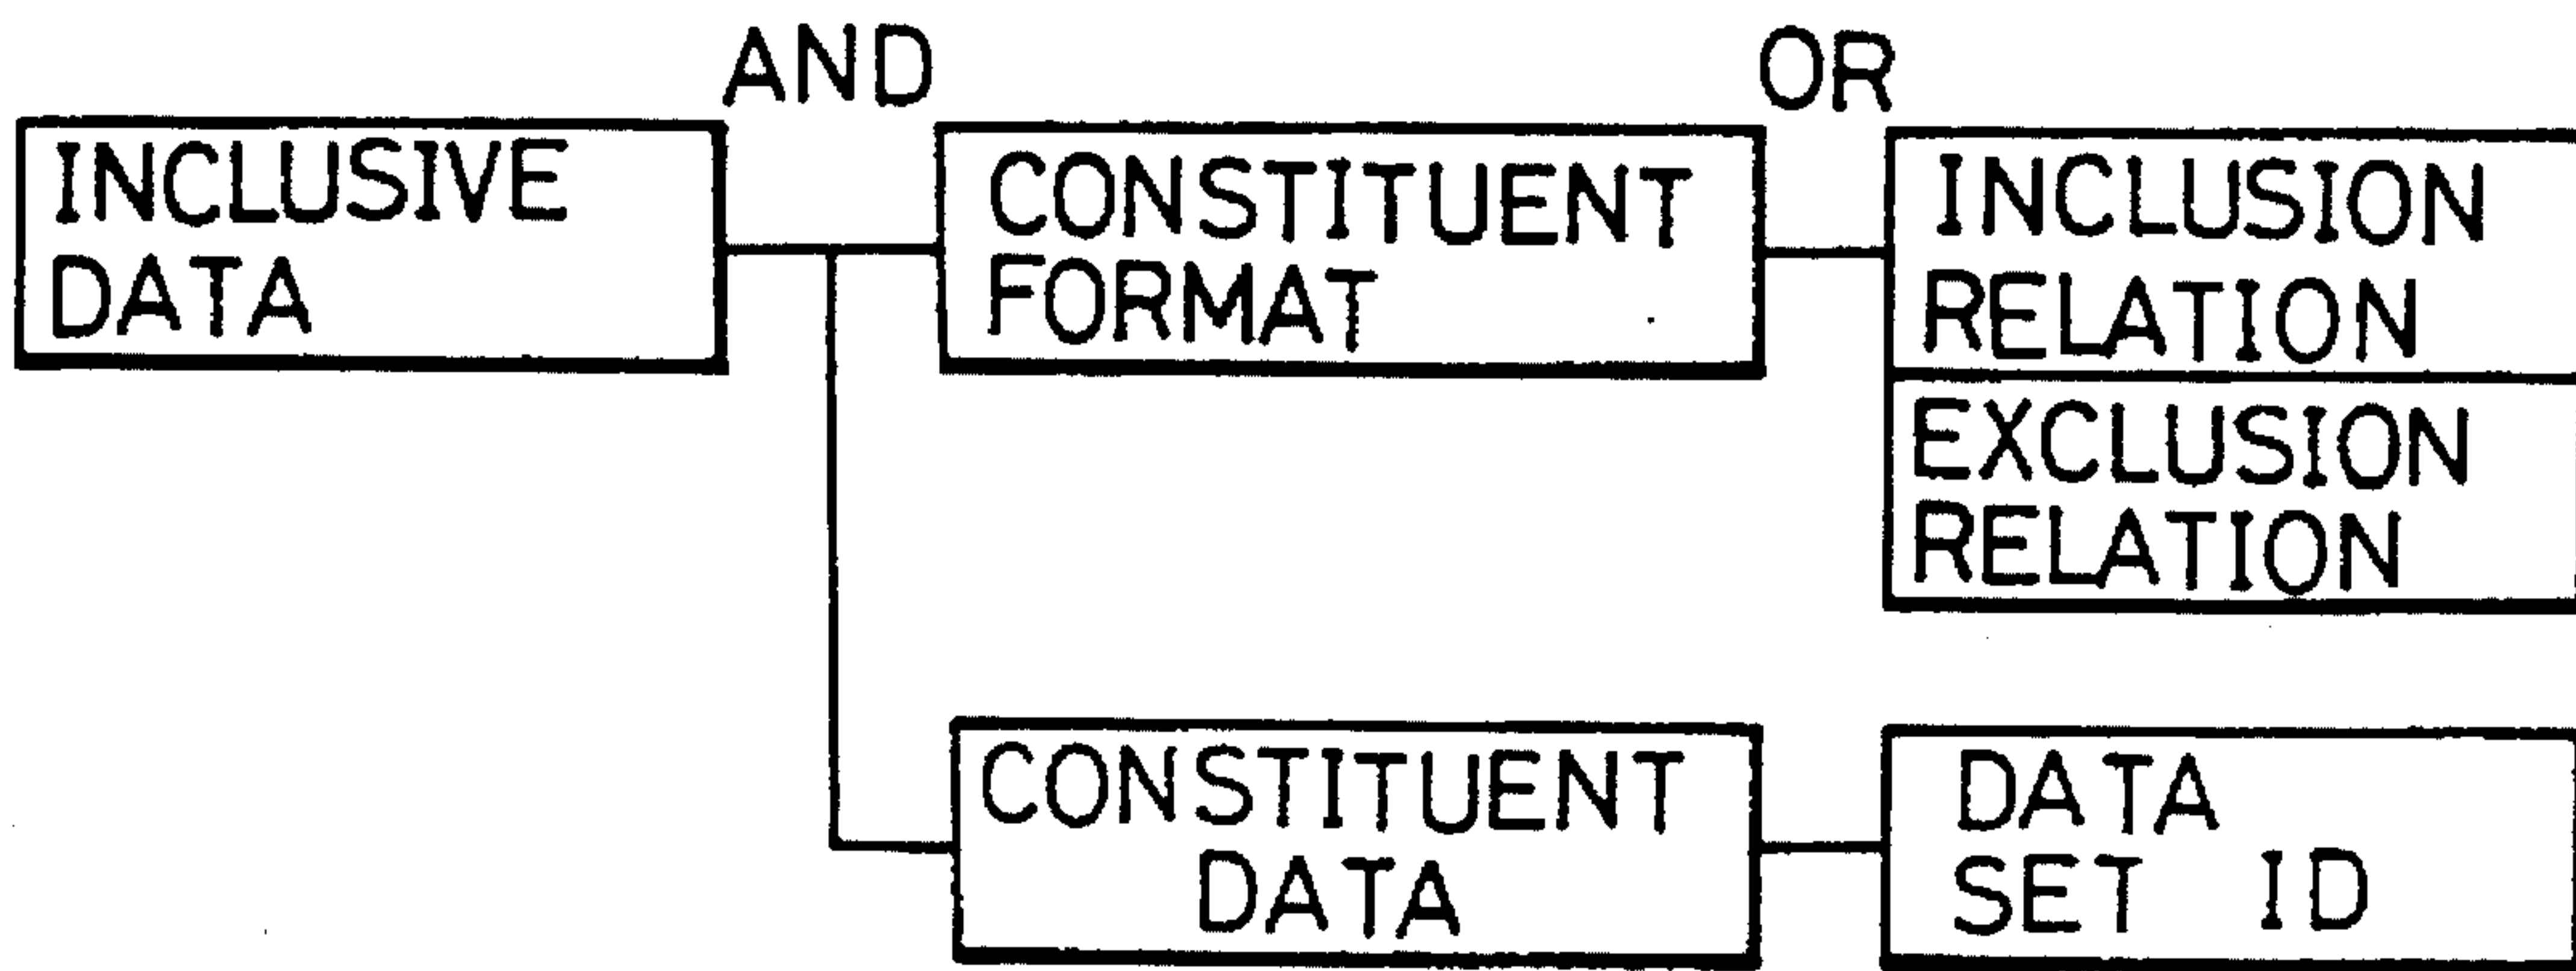 AND
OR
INCLUSIVE
DATA
CONSTITUENT
FORMAT
INCLUSION
RELATION
EXCLUSION
RELATION
CONSTITUENT
DATA
DATA
SET ID